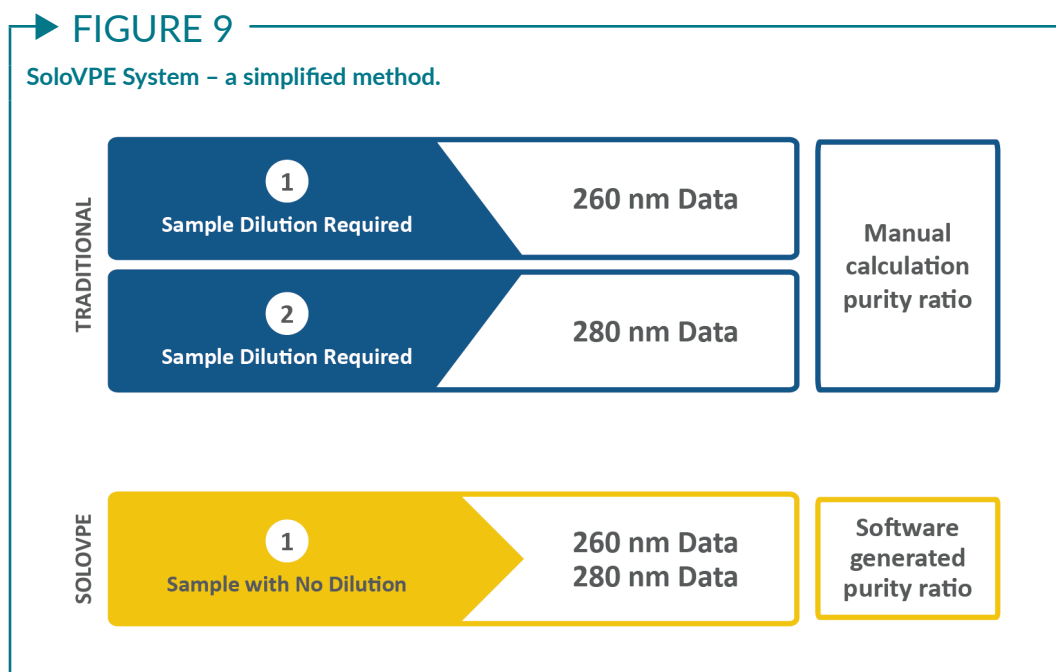 FIGURE 9
SoloVPE System – a simplified method.
TRADITIONAL
1
Sample Dilution Required
260 nm Data
2
Sample Dilution Required
280 nm Data
Manual
calculation
purity ratio
SOLOVPE
1
Sample with No Dilution
260 nm Data
280 nm Data
Software
generated
purity ratio